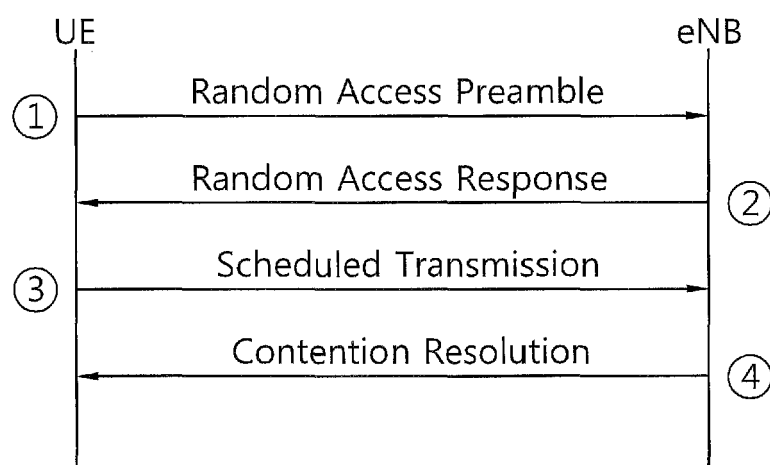 UE eNB
① Random Access Preamble
Random Access Response ②
③ Scheduled Transmission
Contention Resolution ④